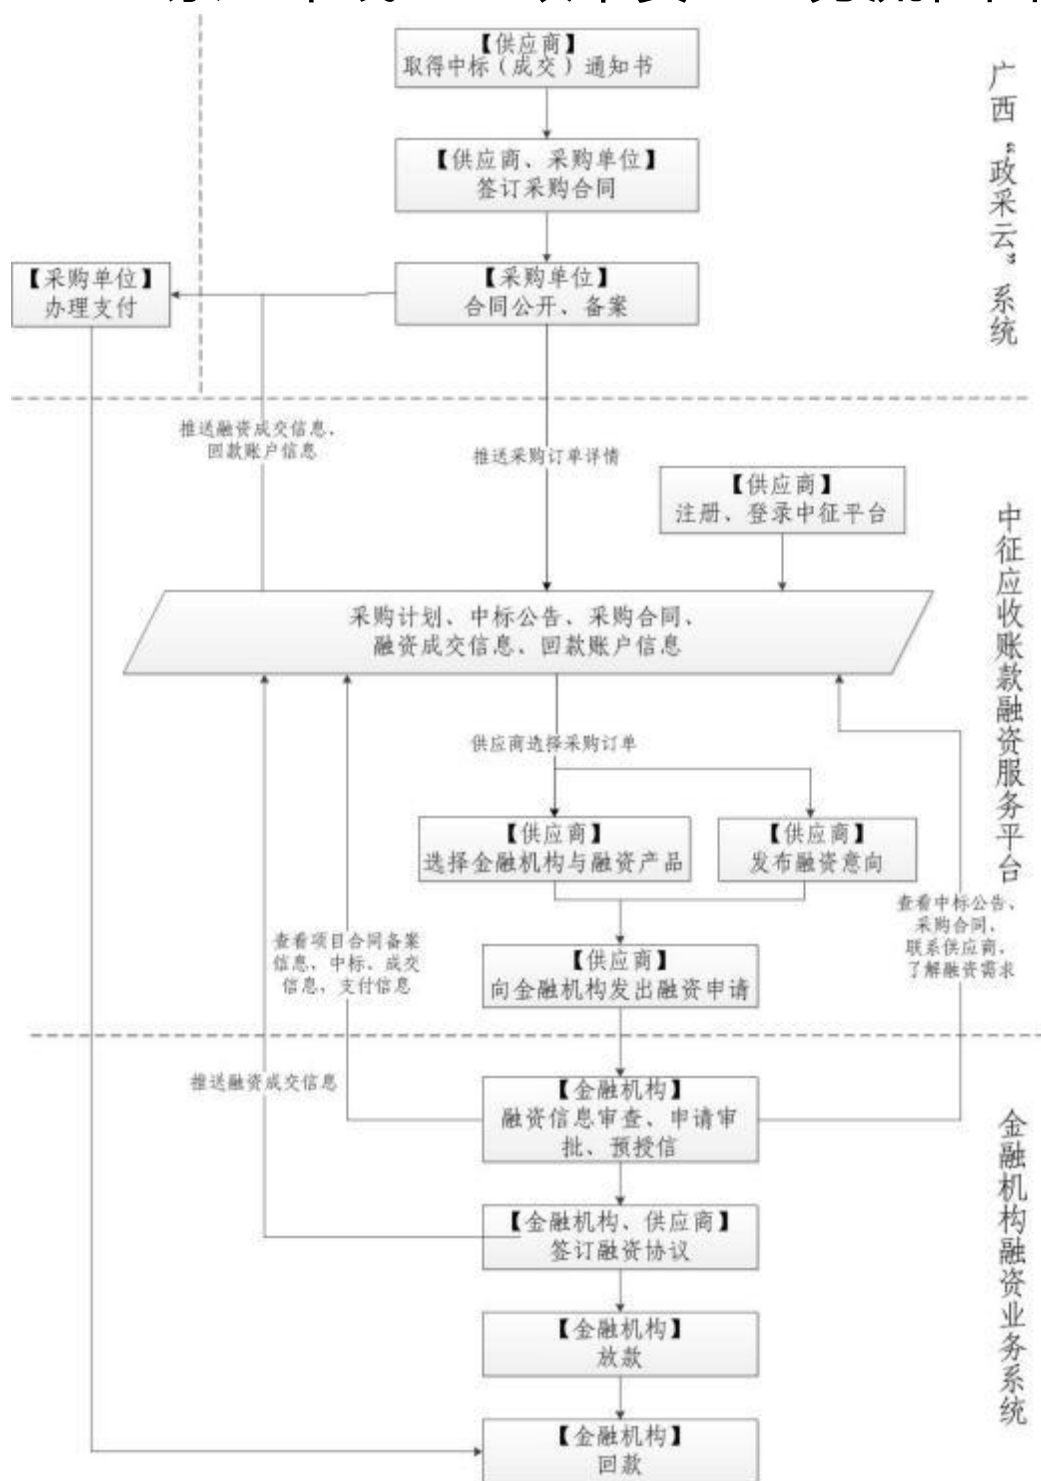 【供应商】
取得中标（成交）通知书
【供应商、采购单位】
签订采购合同
【采购单位】
办理支付
【采购单位】
合同公开、备案
广西“政采云”系统
推送融资成交信息、
回款账户信息
推送采购订单详情
【供应商】
注册、登录中征平台
采购计划、中标公告、采购合同、
融资成交信息、回款账户信息
中征应收账款融资服务平台
供应商选择采购订单
【供应商】
选择金融机构与融资产品
【供应商】
发布融资意向
查看项目合同备案
信息、中标、成交
信息，支付信息
【供应商】
向金融机构发出融资申请
查看中标公告、
采购合同、
联系供应商、
了解融资需求
推送融资成交信息
【金融机构】
融资信息审查、申请审
批、预授信
【金融机构、供应商】
签订融资协议
【金融机构】
放款
【金融机构】
回款
金融机构融资业务系统